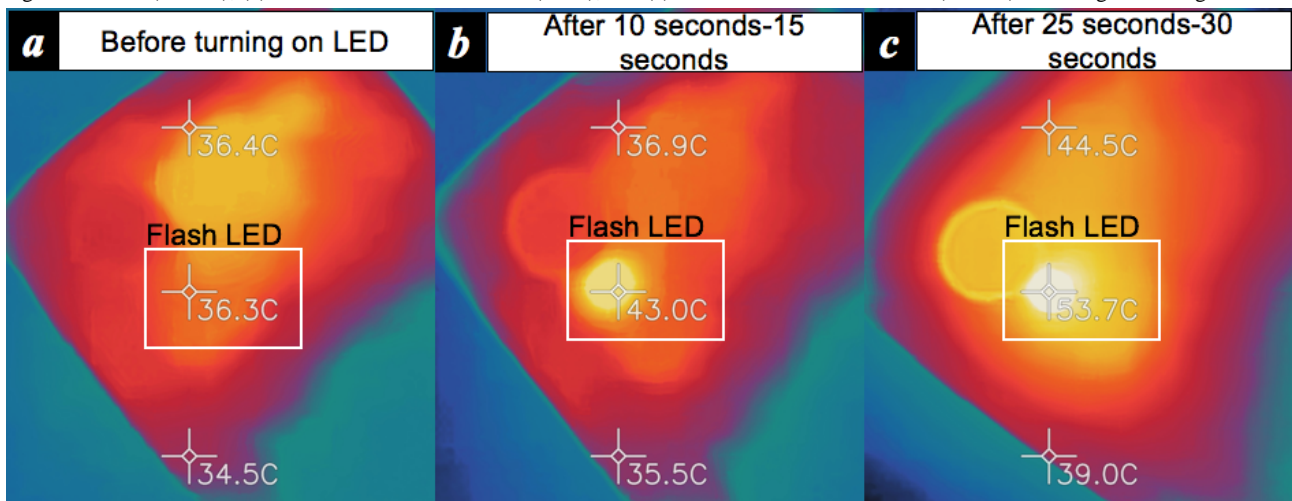 a
Before turning on LED
b
After 10 seconds-15
seconds
c
After 25 seconds-30
seconds
36.4C
Flash LED
36.3C
34.5C
36.9C
Flash LED
43.0C
35.5C
44.5C
Flash LED
53.7C
39.0C